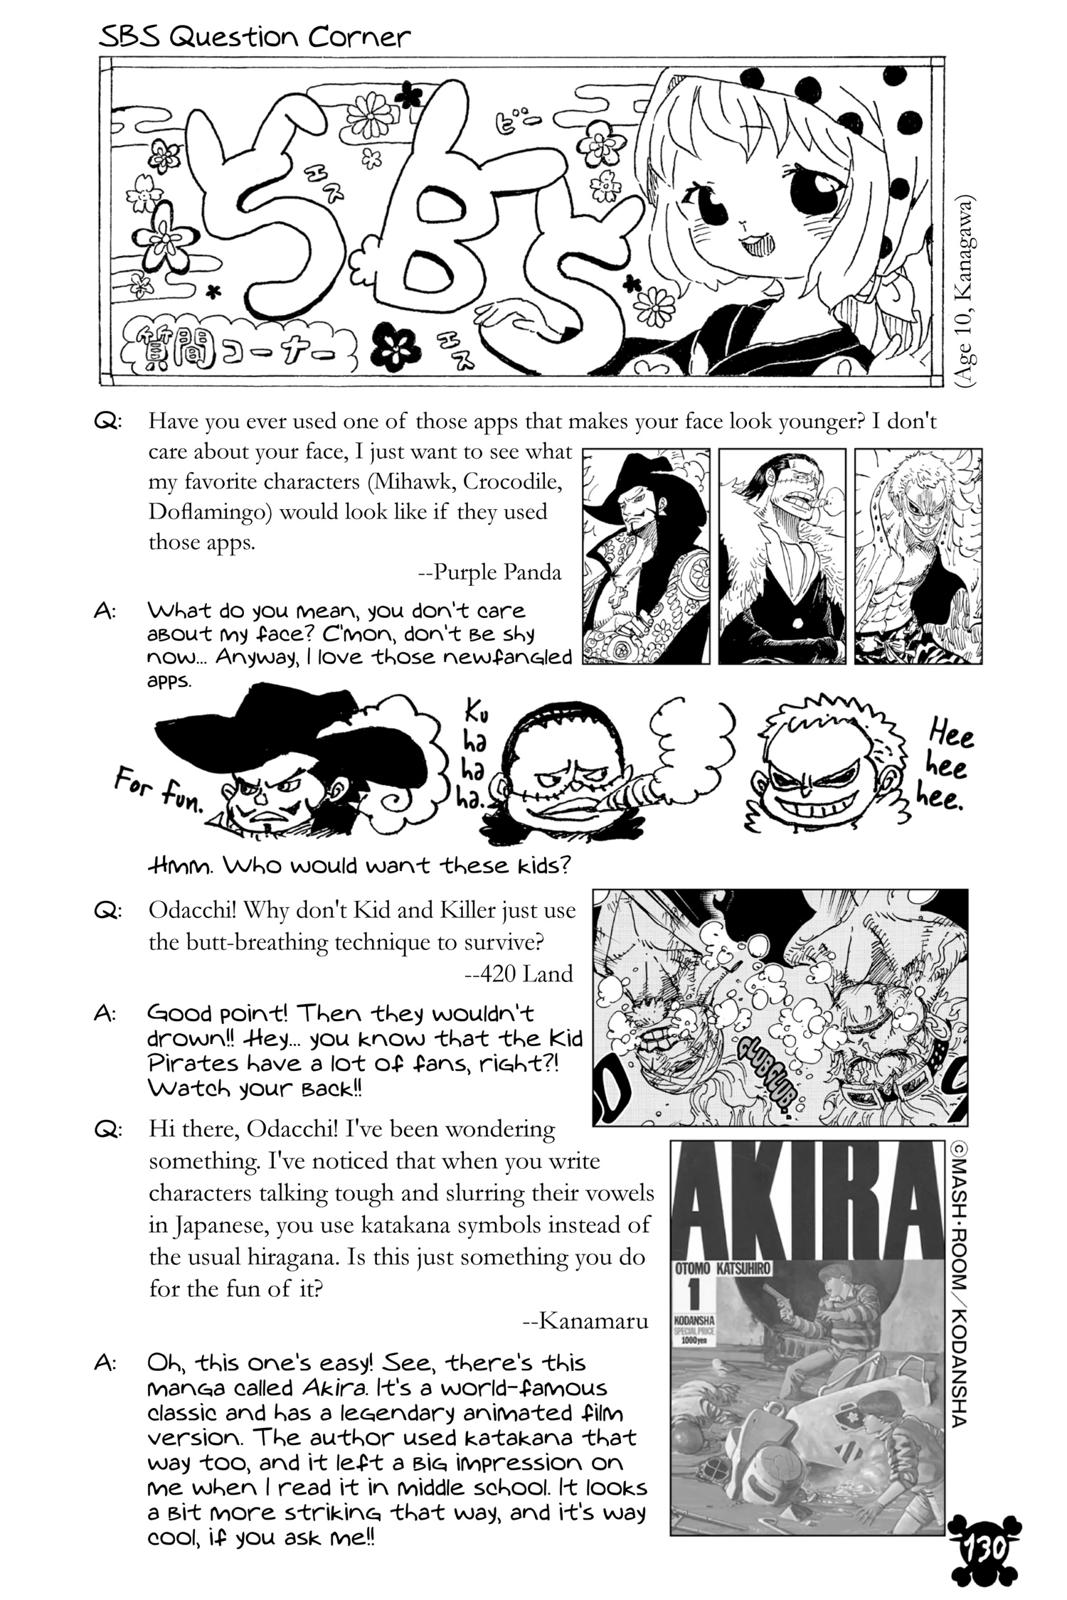 SBS Question Corner
SBS
エス
ビー
エス
質問コーナー
(Age 10, Kanagawa)
Q: Have you ever used one of those apps that makes your face look younger? I don't
care about your face, I just want to see what
my favorite characters (Mihawk, Crocodile,
Doflamingo) would look like if they used
those apps.
--Purple Panda
A: What do you mean, you don't care
about my face? C'mon, don't be shy
now... Anyway, I love those newfangled
apps.
For fun.
Ku
ha
ha
ha.
Hee
hee
hee.
Hmm. Who would want these kids?
Q: Odacchi! Why don't Kid and Killer just use
the butt-breathing technique to survive?
--420 Land
A: Good point! Then they wouldn't
drown!! Hey... you know that the Kid
Pirates have a lot of fans, right?!
Watch your back!!
GLUB GLUB
Q: Hi there, Odacchi! I've been wondering
something. I've noticed that when you write
characters talking tough and slurring their vowels
in Japanese, you use katakana symbols instead of
the usual hiragana. Is this just something you do
for the fun of it?
--Kanamaru
A: Oh, this one's easy! See, there's this
manga called Akira. It's a world-famous
classic and has a legendary animated film
version. The author used katakana that
way too, and it left a big impression on
me when I read it in middle school. It looks
a bit more striking that way, and it's way
cool, if you ask me!!
AKIRA
OTOMO KATSUHIRO
1
KODANSHA
SPECIAL PRICE
1000yen
©MASH・ROOM／KODANSHA
130